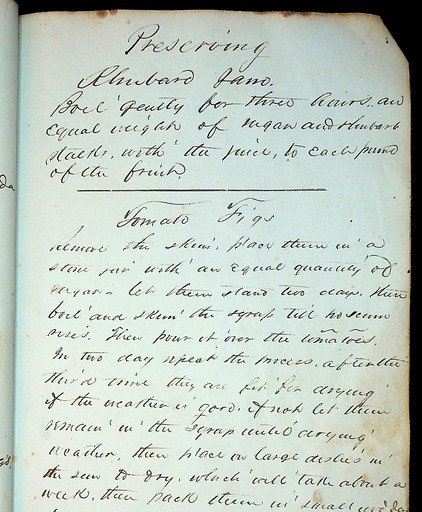 Preserving
Rhubard Jam.
Boil gently for three hours. an
equal weight of sugar and rhubarb
stalks, with the juice, to each pound
of the fruit.
Tomato Figs
Remove the skins. place them in a
stone jar with an equal quantity of
sugar. let them stand two days, then
boil and skim the syrup till no scum
rises. Then pour it over the tomatoes.
In two day repeat the process. after the
third time they are fit for drying
if the weather is good. if not let them
remain in the syrup until drying
weather, then place on large dishes in
the sun to dry. which will take about a
week, then pack them in small